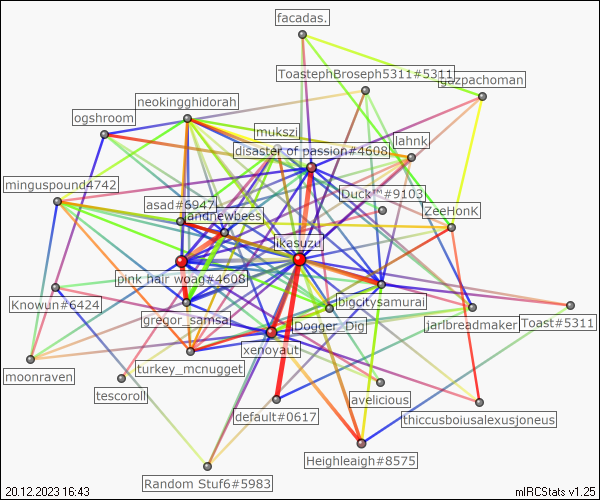 facadas.
ToastephBroseph5311#5311
gazpachoman
neokingghidorah
ogshroom
mukszi
lahnk
disaster of passion#4608
minguspound4742
Duck™#9103
asad#6947
jandnewbees
ZeeHonK
ikasuzu
pink hair woag#4608
bigcitysamurai
Knowun#6424
gregor_samsa
Dogger_Dig
jarlbreadmaker
Toast#5311
xenoyaut
turkey_mcnugget
moonraven
tescoroll
avelicious
default#0617
thiccusboiusalexusjoneus
Heighleaigh#8575
Random Stuf6#5983
20.12.2023 16:43
mIRCStats v1.25